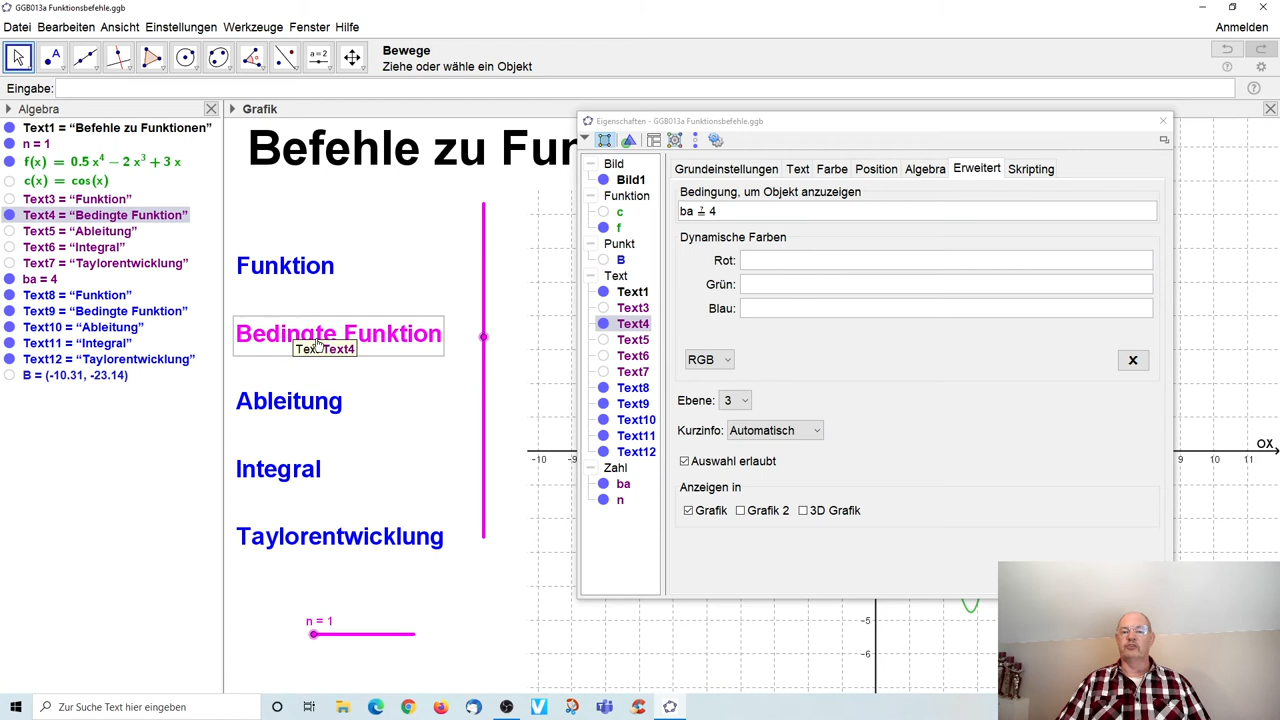 GGB013a Funktionsbefehle.ggb
Datei Bearbeiten Ansicht Einstellungen Werkzeuge Fenster Hilfe
Anmelden
Bewege
Ziehe oder wähle ein Objekt
Eingabe:
Algebra
Text1 = “Befehle zu Funktionen”
n = 1
f(x) = 0.5 x⁴ − 2 x³ + 3 x
c(x) = cos(x)
Text3 = “Funktion”
Text4 = “Bedingte Funktion”
Text5 = “Ableitung”
Text6 = “Integral”
Text7 = “Taylorentwicklung”
ba = 4
Text8 = “Funktion”
Text9 = “Bedingte Funktion”
Text10 = “Ableitung”
Text11 = “Integral”
Text12 = “Taylorentwicklung”
B = (-10.31, -23.14)
Grafik
Befehle zu Fun
Funktion
Bedingte Funktion
Text4
Ableitung
Integral
Taylorentwicklung
n = 1
Eigenschaften - GGB013a Funktionsbefehle.ggb
Bild
Bild1
Funktion
c
f
Punkt
B
Text
Text1
Text3
Text4
Text5
Text6
Text7
Text8
Text9
Text10
Text11
Text12
Zahl
ba
n
Grundeinstellungen Text Farbe Position Algebra Erweitert Skripting
Bedingung, um Objekt anzuzeigen
ba ≟ 4
Dynamische Farben
Rot:
Grün:
Blau:
RGB
Ebene: 3
Kurzinfo: Automatisch
Auswahl erlaubt
Anzeigen in
Grafik Grafik 2 3D Grafik
OX
-10 -9 9 10 11
-5
-6
Zur Suche Text hier eingeben